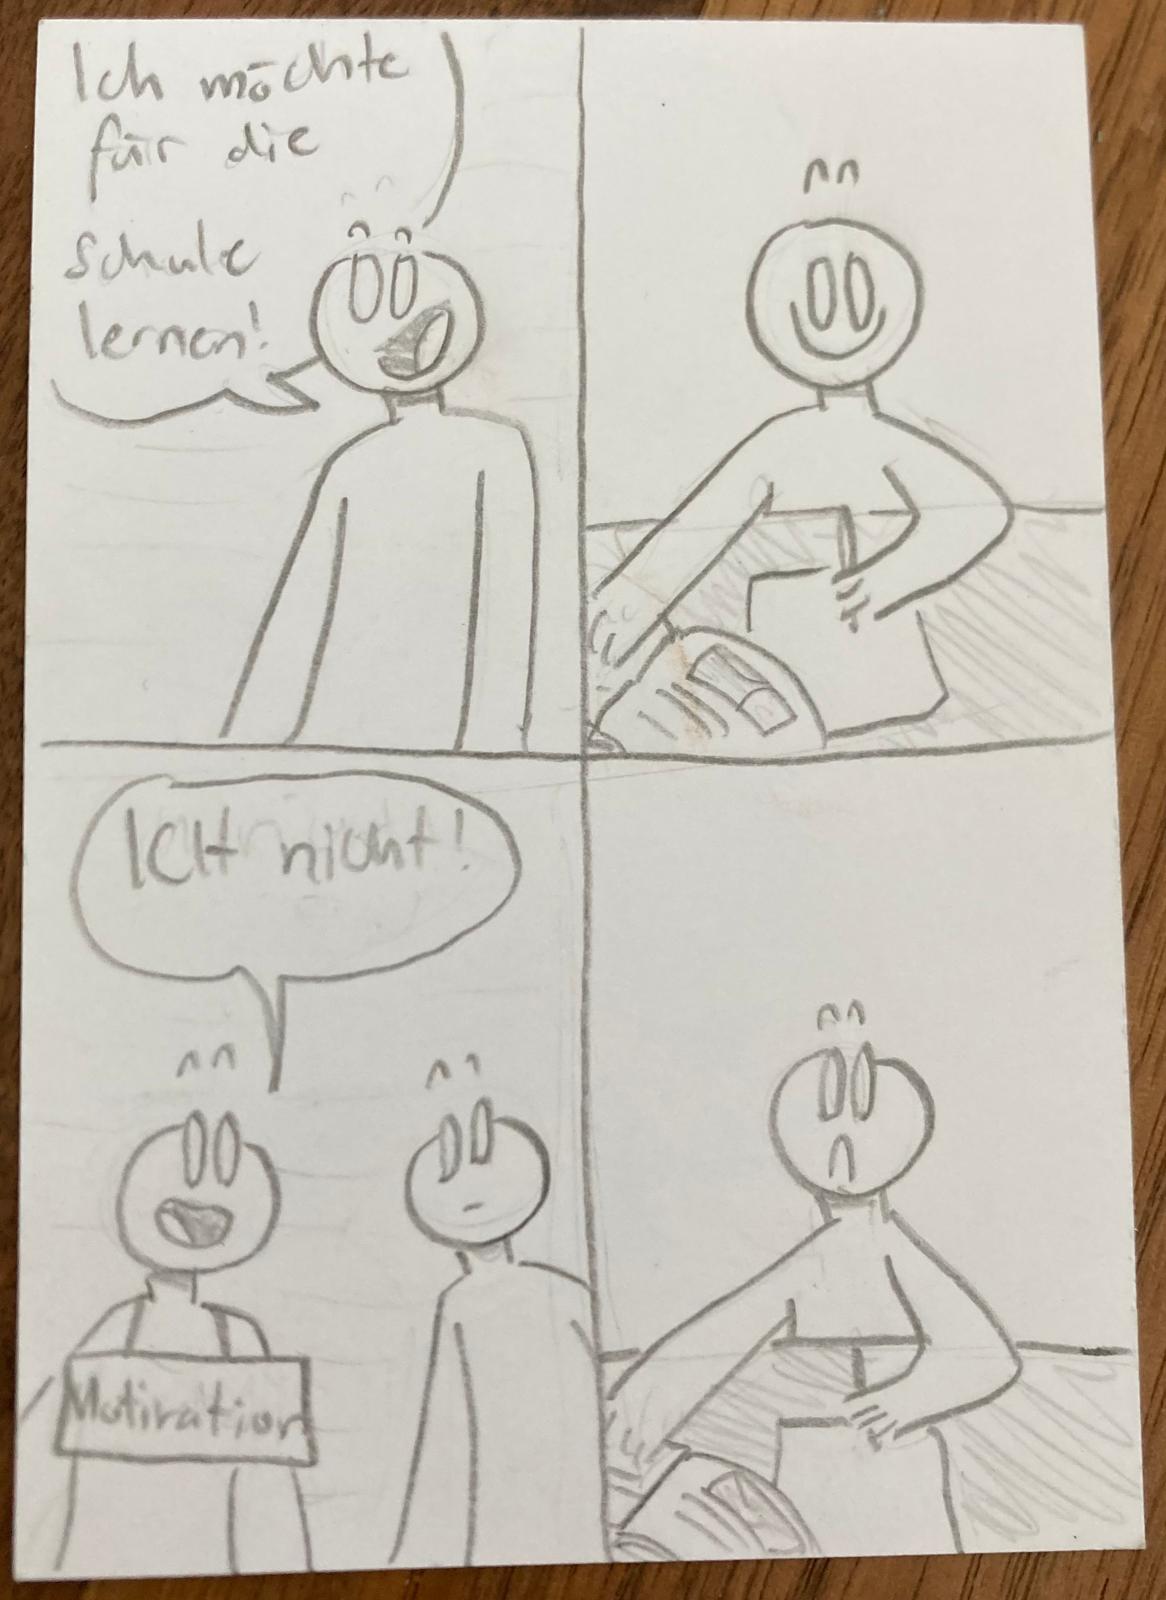 Ich möchte
für die
schule
lernen!
ICH nicht!
Motivation